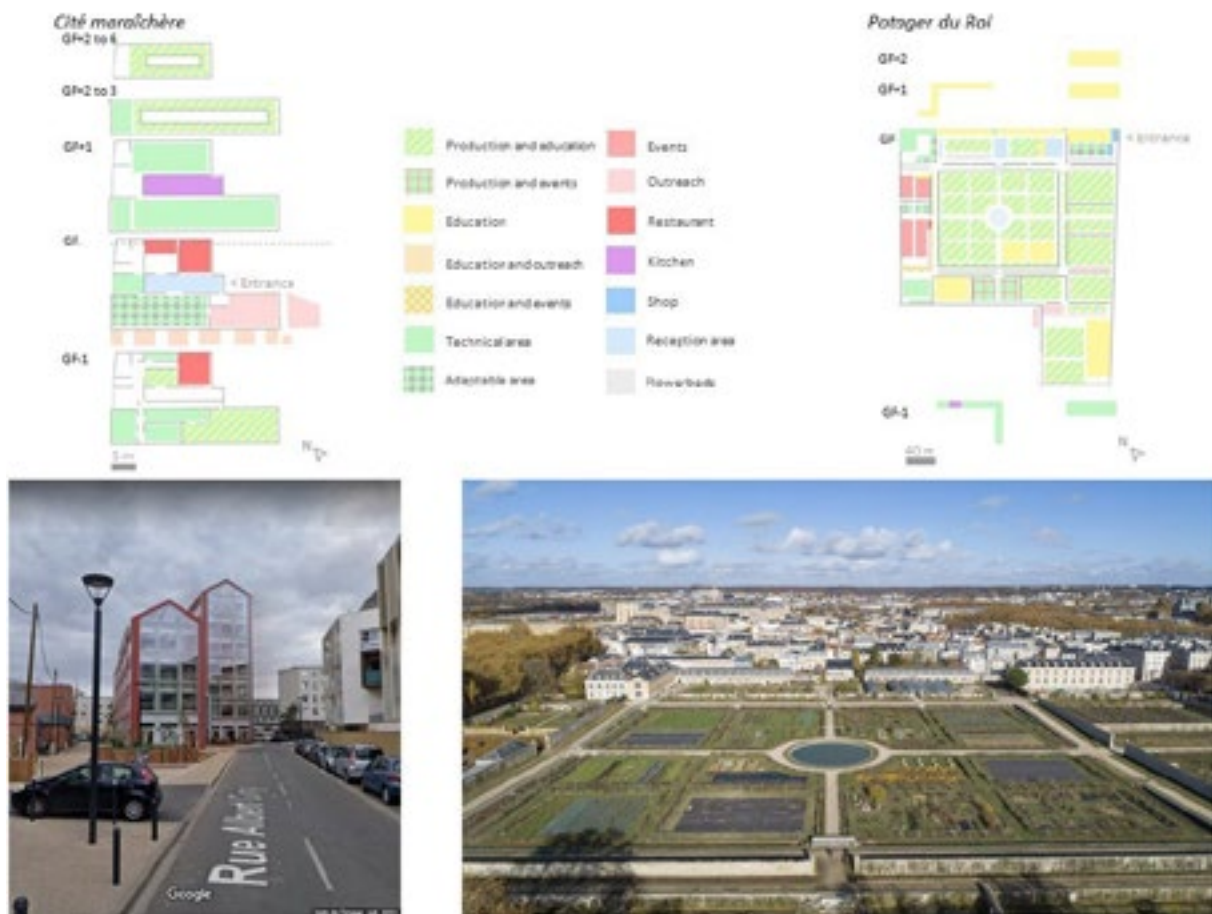 Cité maraîchère
GF+2 to 6
GF+2 to 3
GF+1
GF
< Entrance
GF-1
5 m
N
Production and education
Production and events
Education
Education and outreach
Education and events
Technical area
Adaptable area
Events
Outreach
Restaurant
Kitchen
Shop
Reception area
Flowerbeds
Potager du Roi
GF+2
GF+1
GF
< Entrance
GF-1
40 m
N
Rue Albert
Google